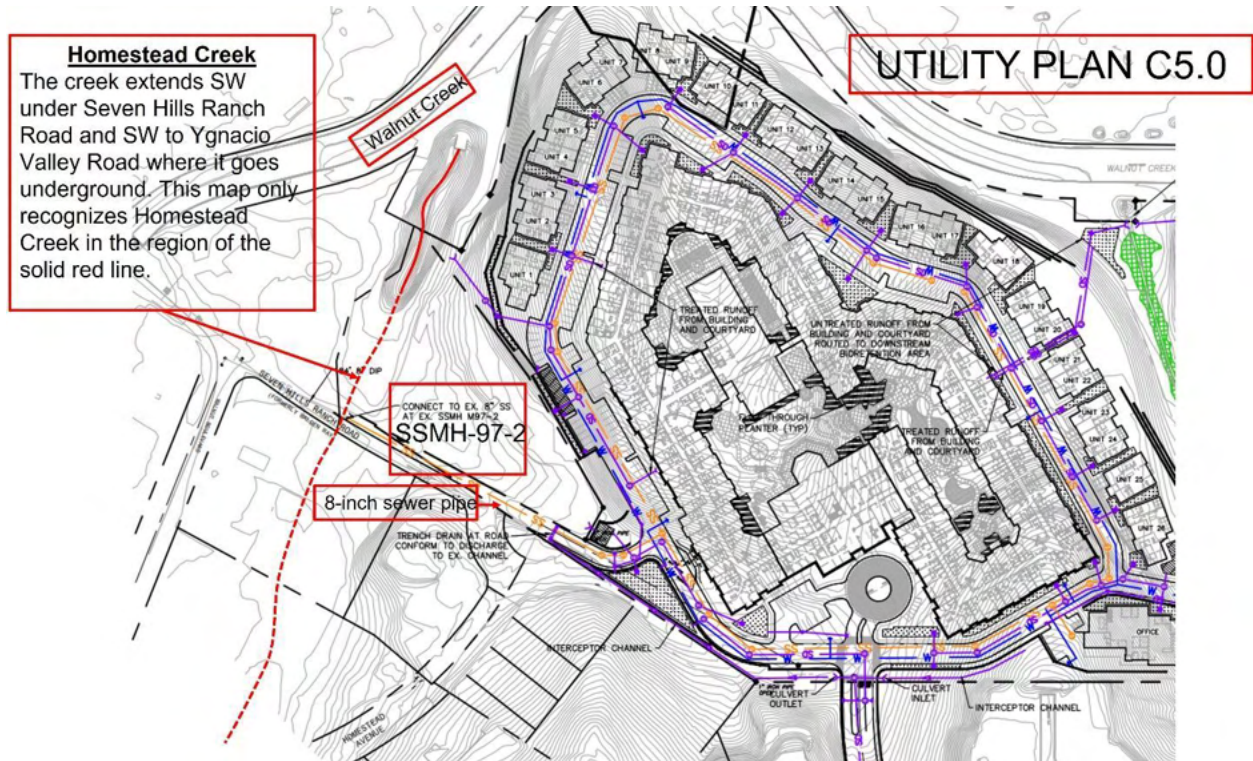 Homestead Creek
The creek extends SW
under Seven Hills Ranch
Road and SW to Ygnacio
Valley Road where it goes
underground. This map only
recognizes Homestead
Creek in the region of the
solid red line.
UTILITY PLAN C5.0
Walnut Creek
WALNUT CREEK
UNIT 8
UNIT 9
UNIT 7
UNIT 6
UNIT 10
UNIT 11
UNIT 12
UNIT 13
UNIT 5
UNIT 4
UNIT 14
UNIT 15
UNIT 3
UNIT 2
UNIT 16
UNIT 17
UNIT 1
UNIT 18
UNIT 19
UNIT 20
UNIT 21
UNIT 22
UNIT 23
UNIT 24
UNIT 25
UNIT 26
TREATED RUNOFF
FROM BUILDING
AND COURTYARD
UNTREATED RUNOFF FROM
BUILDING AND COURTYARD
ROUTED TO DOWNSTREAM
BIORETENTION AREA
THROUGH
PLANTER (TYP)
TREATED RUNOFF
FROM BUILDING
AND COURTYARD
DIP
SEVEN HILLS RANCH
ROAD
CONNECT TO EX. 8" SS
AT EX. SSMH M97-2
SSMH-97-2
8-inch sewer pipe
TRENCH DRAIN AT ROAD
CONFORM TO DISCHARGE
TO EX. CHANNEL
INTERCEPTOR CHANNEL
OFFICE
1" IRON PIPE
OPEN
CULVERT
OUTLET
CULVERT
INLET
INTERCEPTOR CHANNEL
HOMESTEAD
AVENUE